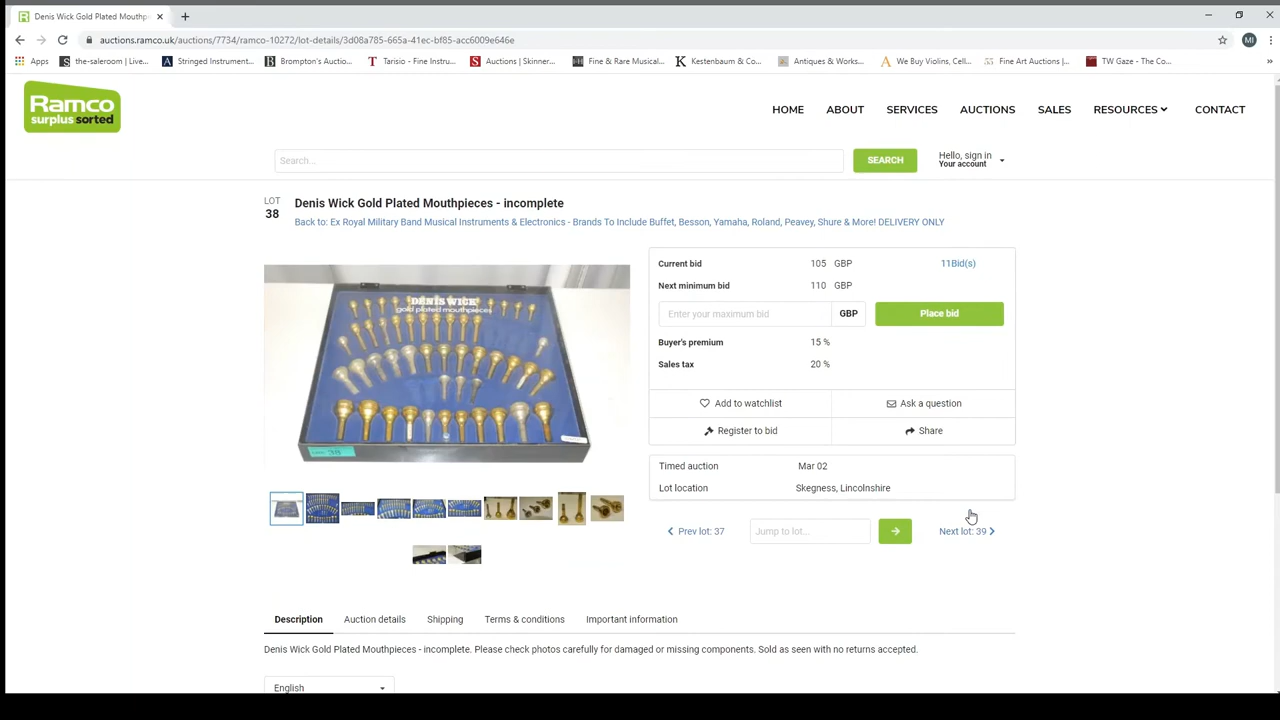 Denis Wick Gold Plated Mouthp
auctions.ramco.uk/auctions/7734/ramco-10272/lot-details/3d08a785-665a-41ec-bf85-acc6009e646e
MI
Apps
the-saleroom | Live...
Stringed Instrument...
Brompton's Auctio...
Tarisio - Fine Instru...
Auctions | Skinner...
Fine & Rare Musical...
Kestenbaum & Co...
Antiques & Works...
We Buy Violins, Cell...
Fine Art Auctions |...
TW Gaze - The Co...
Ramco
surplus sorted
HOME
ABOUT
SERVICES
AUCTIONS
SALES
RESOURCES
CONTACT
Search...
SEARCH
Hello, sign in
Your account
LOT
38
Denis Wick Gold Plated Mouthpieces - incomplete
Back to: Ex Royal Military Band Musical Instruments & Electronics - Brands To Include Buffet, Besson, Yamaha, Roland, Peavey, Shure & More! DELIVERY ONLY
DENIS WICK
gold plated mouthpieces
Current bid 105 GBP 11Bid(s)
Next minimum bid 110 GBP
Enter your maximum bid GBP Place bid
Buyer's premium 15 %
Sales tax 20 %
Add to watchlist Ask a question
Register to bid Share
Timed auction Mar 02
Lot location Skegness, Lincolnshire
Prev lot: 37 Jump to lot... Next lot: 39
Description Auction details Shipping Terms & conditions Important information
Denis Wick Gold Plated Mouthpieces - incomplete. Please check photos carefully for damaged or missing components. Sold as seen with no returns accepted.
English